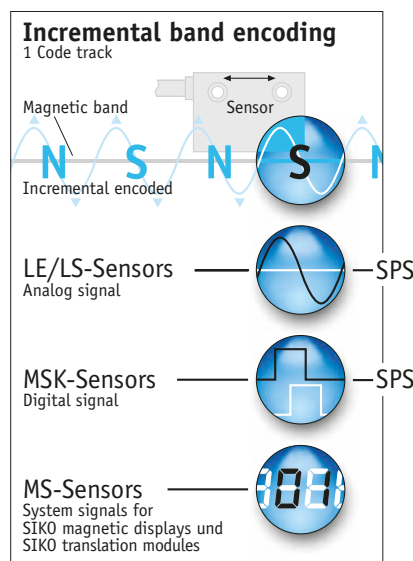 Incremental band encoding
1 Code track
Sensor
Magnetic band
N S N S N
Incremental encoded
LE/LS-Sensors SPS
Analog signal
MSK-Sensors SPS
Digital signal
MS-Sensors
01
System signals for
SIKO magnetic displays und
SIKO translation modules